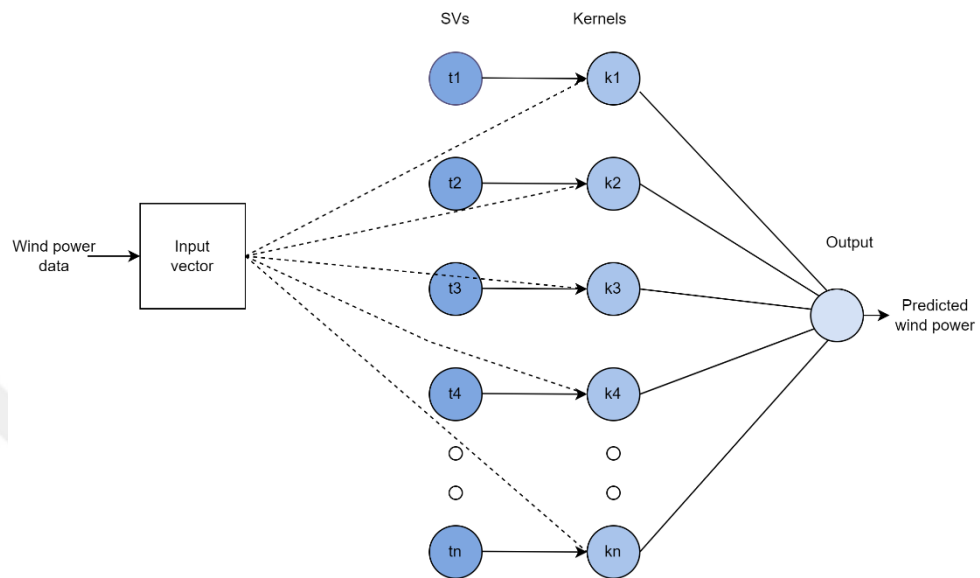 SVs
Kernels
t1
k1
t2
k2
Wind power
data
Input
vector
t3
k3
Output
Predicted
wind power
t4
k4
tn
kn